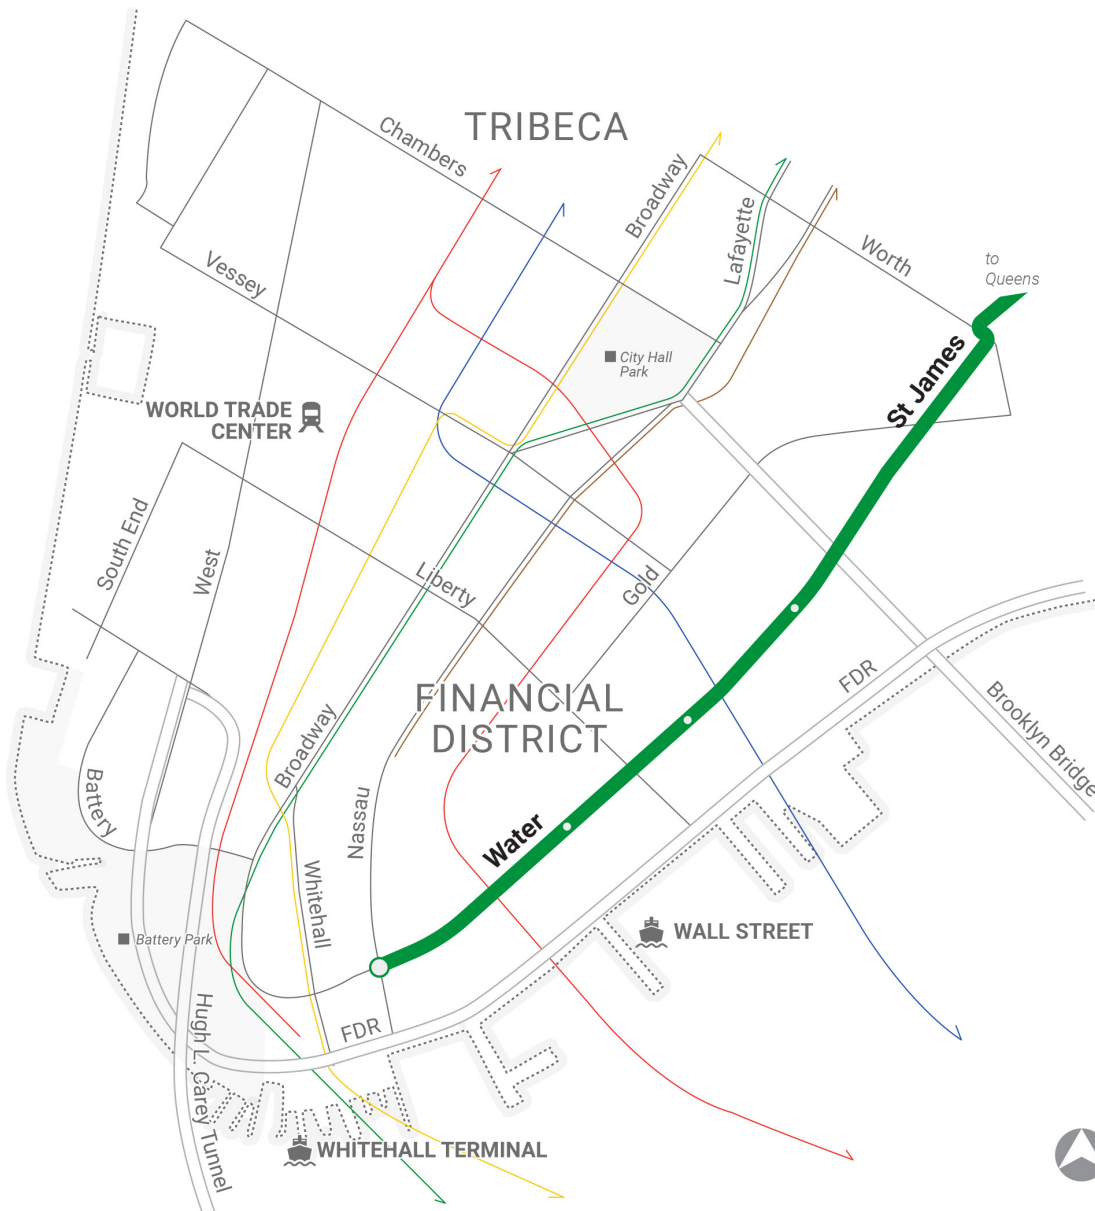 TRIBECA
Chambers
Broadway
Lafayette
Worth
to
Queens
Vessey
City Hall
Park
St James
WORLD TRADE
CENTER
South End
West
Liberty
Gold
FINANCIAL
DISTRICT
FDR
Brooklyn Bridge
Broadway
Battery
Nassau
Water
Whitehall
Battery Park
WALL STREET
Hugh L. Carey Tunnel
FDR
WHITEHALL TERMINAL